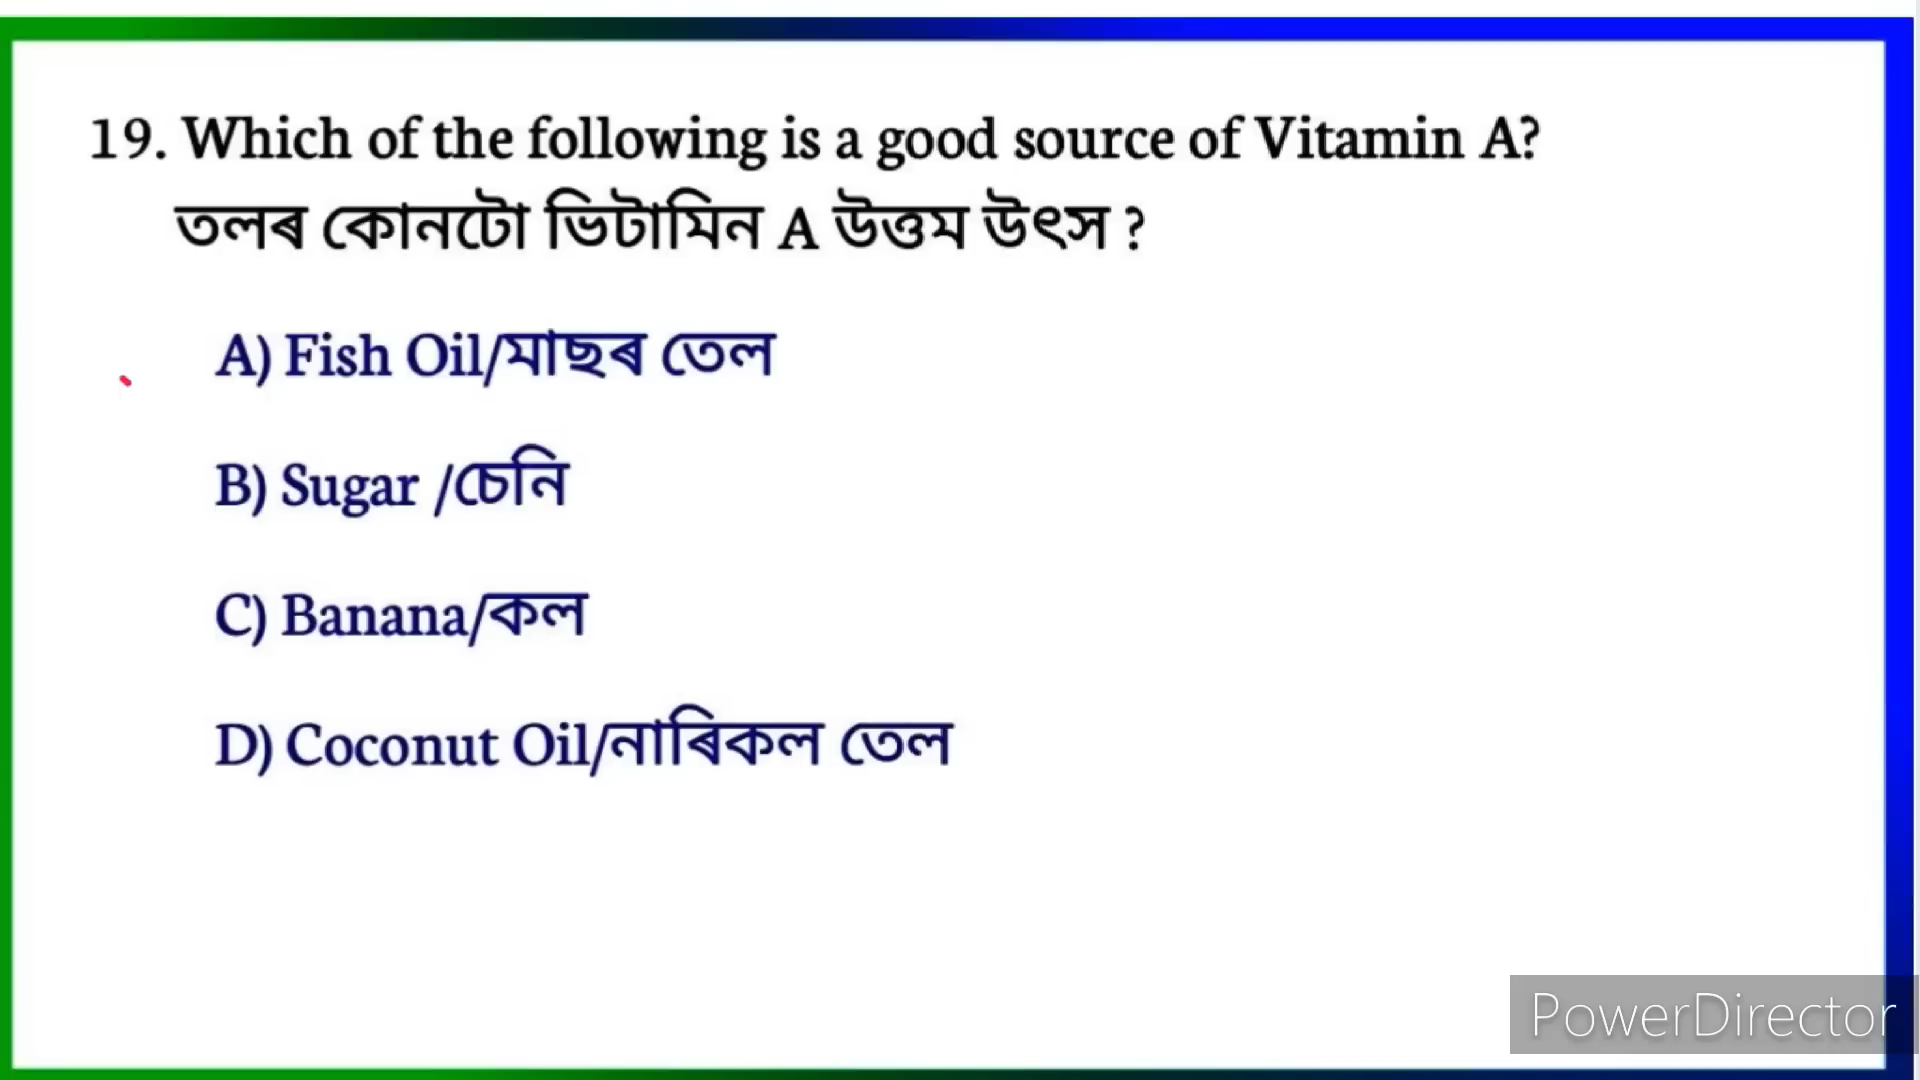 19. Which of the following is a good source of Vitamin A?
তলৰ কোনটো ভিটামিন A উত্তম উৎস ?
A) Fish Oil/মাছৰ তেল
B) Sugar /চেনি
C) Banana/কল
D) Coconut Oil/নাৰিকল তেল
PowerDirector